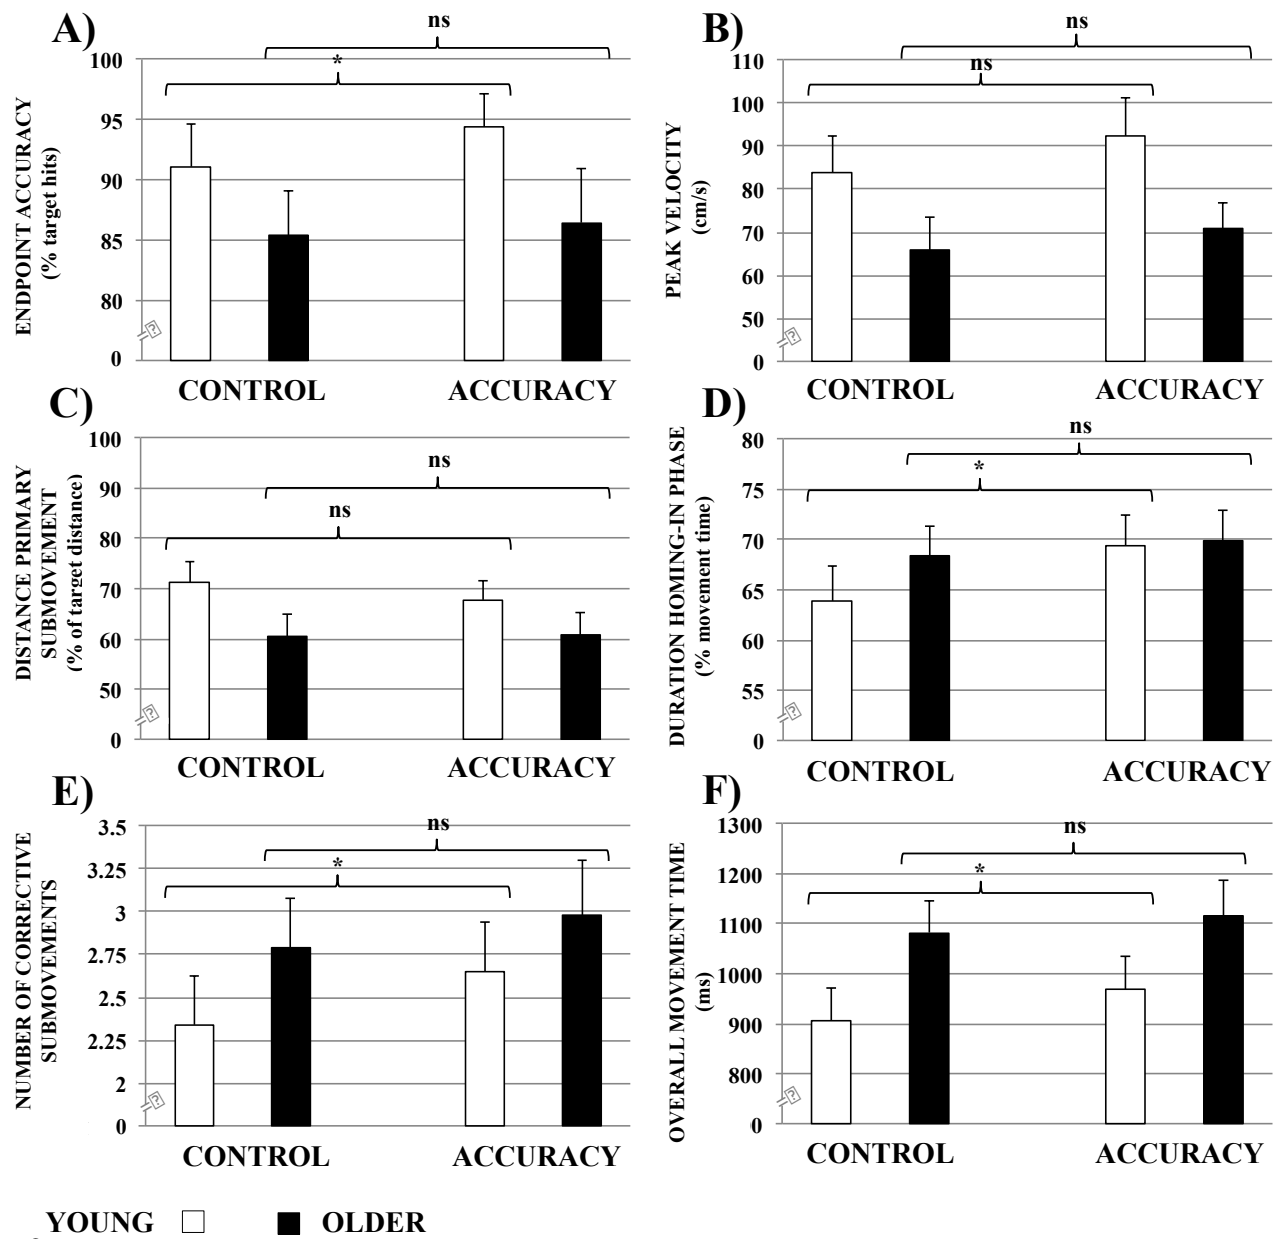 A)
ns
*
ENDPOINT ACCURACY
(% target hits)
100
95
90
85
80
0
CONTROL
ACCURACY
B)
ns
ns
PEAK VELOCITY
(cm/s)
110
100
90
80
70
60
50
0
CONTROL
ACCURACY
C)
ns
ns
DISTANCE PRIMARY
SUBMOVEMENT
(% of target distance)
100
90
80
70
60
50
0
CONTROL
ACCURACY
D)
ns
*
DURATION HOMING-IN PHASE
(% movement time)
80
75
70
65
60
55
0
CONTROL
ACCURACY
E)
ns
*
NUMBER OF CORRECTIVE
SUBMOVEMENTS
3.5
3.25
3
2.75
2.5
2.25
2
0
CONTROL
ACCURACY
F)
ns
*
OVERALL MOVEMENT TIME
(ms)
1300
1200
1100
1000
900
800
0
CONTROL
ACCURACY
YOUNG
OLDER